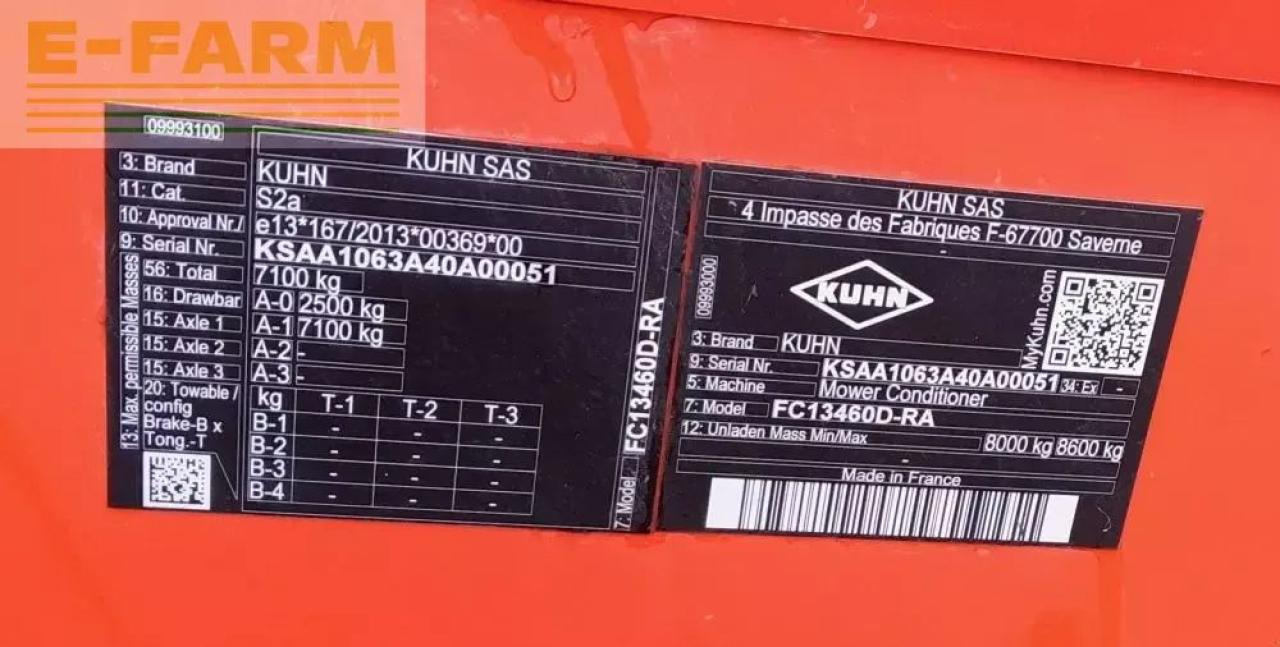 E-FARM
09993100
KUHN SAS
3: Brand KUHN
11: Cat. S2a
10: Approval Nr./ e13*167/2013*00369*00
9: Serial Nr. KSAA1063A40A00051
13: Max. permissible Masses
56: Total 7100 kg
16: Drawbar A-0 2500 kg
15: Axle 1 A-1 7100 kg
15: Axle 2 A-2 -
15: Axle 3 A-3 -
20: Towable /
config
Brake-B x
Tong.-T
kg T-1 T-2 T-3
B-1 - - -
B-2 - - -
B-3 - - -
B-4 - - -
7: Model FC13460D-RA
KUHN SAS
4 Impasse des Fabriques F-67700 Saverne
-
09993000
KUHN
MyKuhn.com
3: Brand KUHN
9: Serial Nr. KSAA1063A40A00051 34: Ex -
5: Machine Mower Conditioner
7: Model FC13460D-RA
12: Unladen Mass Min/Max 8000 kg 8600 kg
-
Made in France